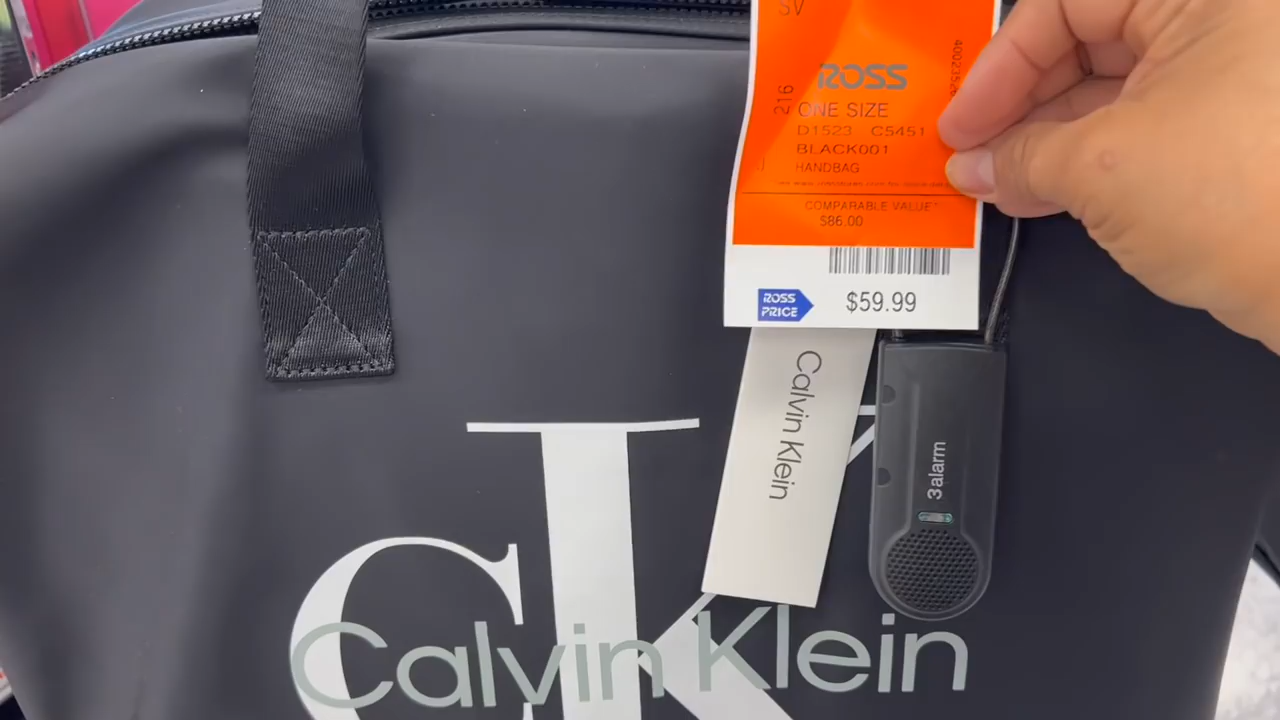 SV
ROSS
216
ONE SIZE
D1523 C5451
BLACK001
HANDBAG
COMPARABLE VALUE*
$86.00
ROSS
PRICE
$59.99
Calvin Klein
3alarm
CK
Calvin Klein